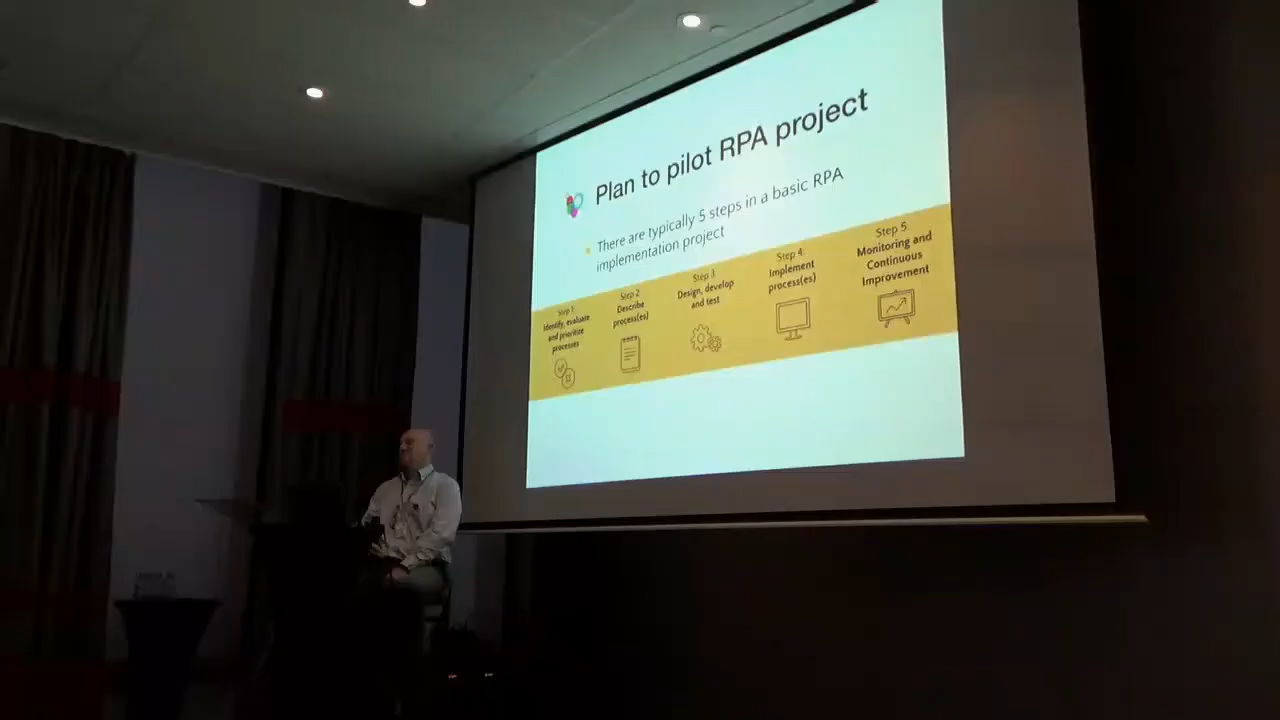 Plan to pilot RPA project
There are typically 5 steps in a basic RPA
implementation project
Step 1:
Identify, evaluate
and prioritize
processes
Step 2:
Describe
process(es)
Step 3:
Design, develop
and test
Step 4:
Implement
process(es)
Step 5:
Monitoring and
Continuous
Improvement